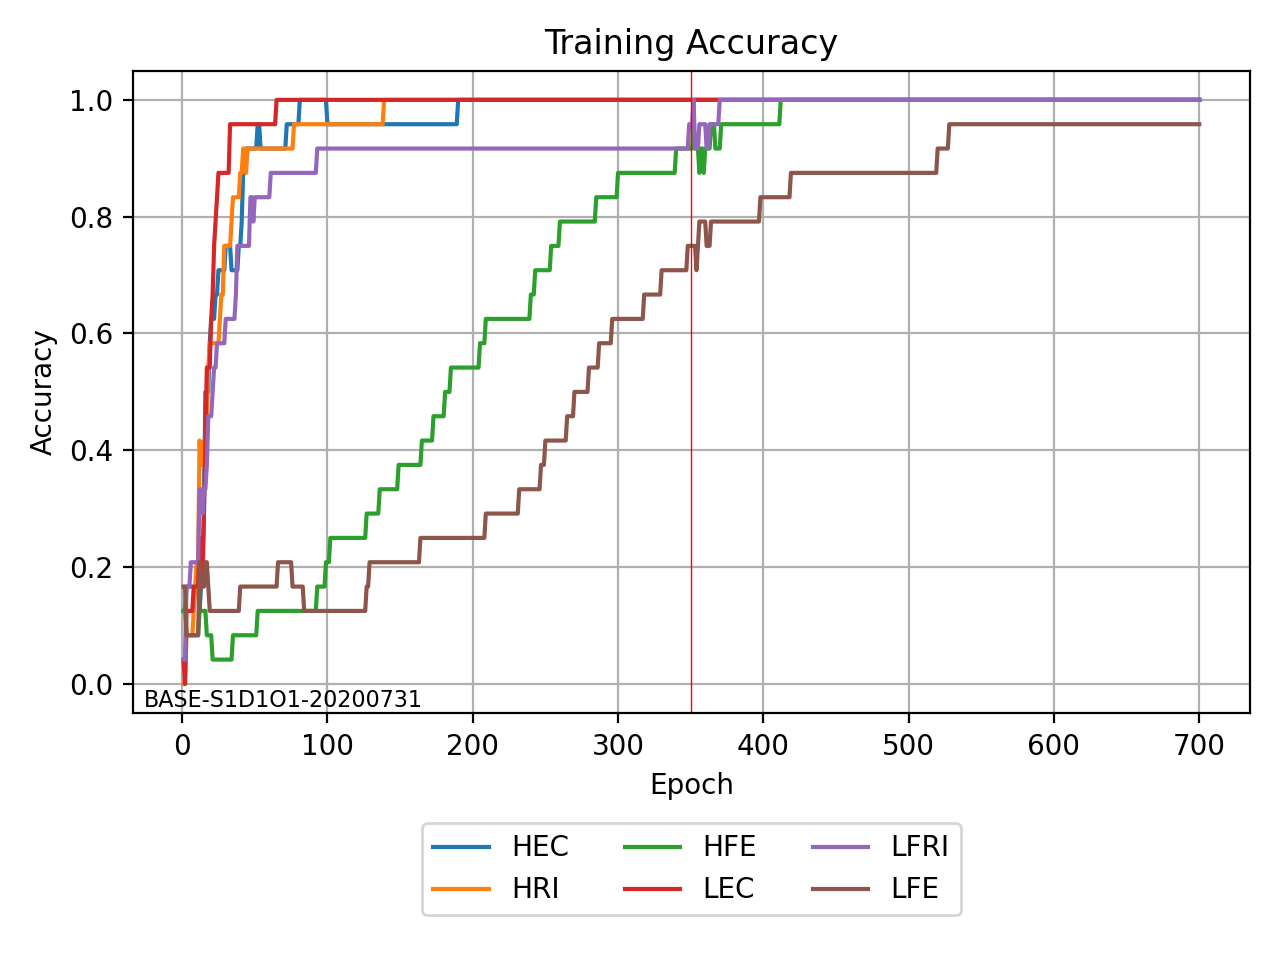 Training Accuracy
1.0
0.8
0.6
0.4
0.2
0.0
Accuracy
BASE-S1D1O1-20200731
0 100 200 300 400 500 600 700
Epoch
HEC HFE LFRI
HRI LEC LFE